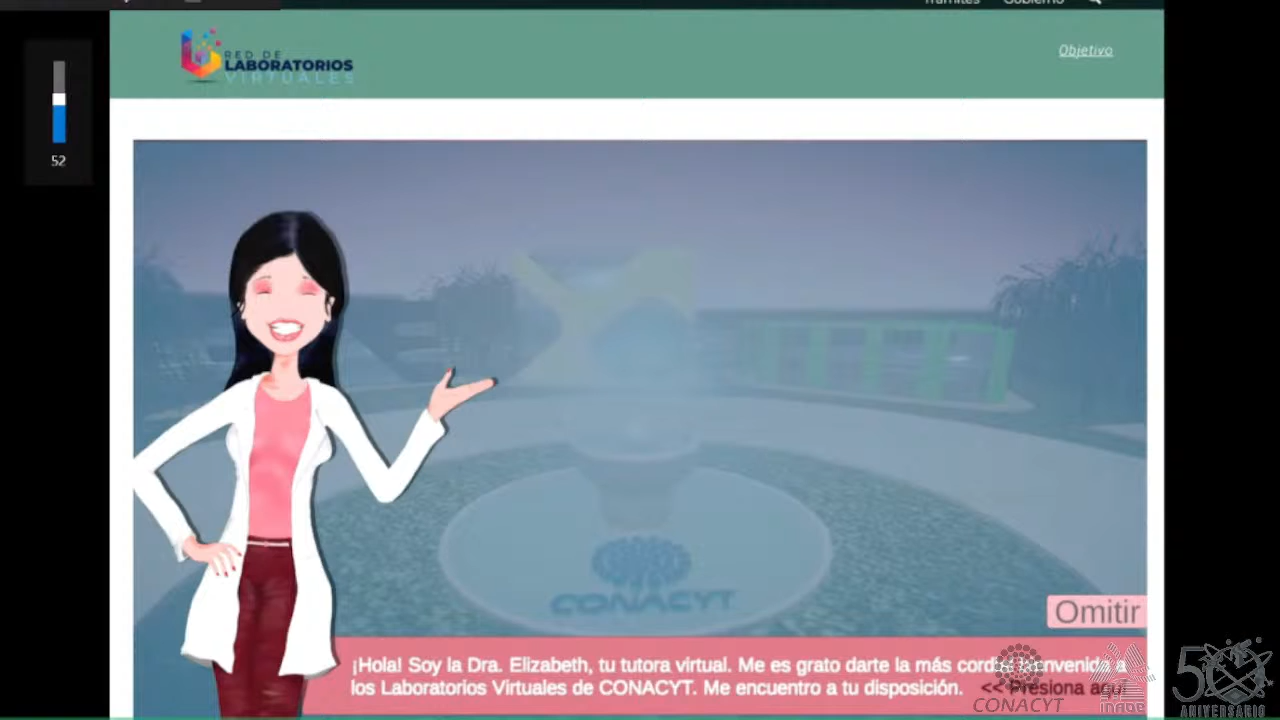 Trámites Gobierno
RED DE
LABORATORIOS
VIRTUALES
Objetivo
52
CONACYT
Omitir
¡Hola! Soy la Dra. Elizabeth, tu tutora virtual. Me es grato darte la más cordial bienvenida a
los Laboratorios Virtuales de CONACYT. Me encuentro a tu disposición. << Presiona aquí
CONACYT
INAOE
50
ANIVERSARIO